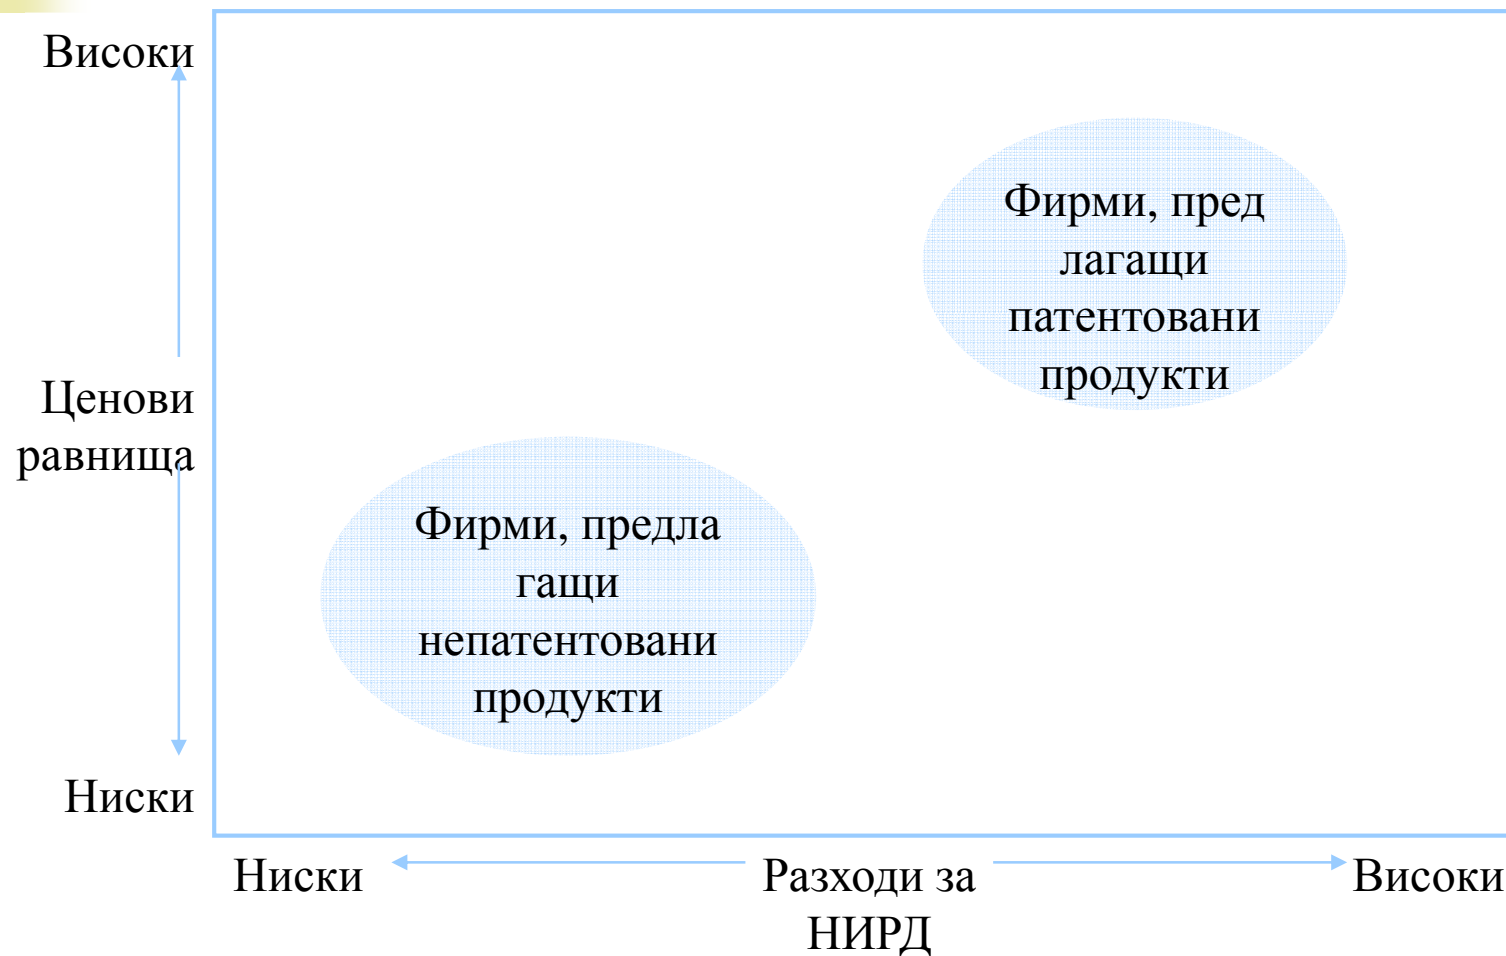 Високи
Фирми, пред
лагащи
патентовани
продукти
Ценови
равнища
Фирми, предла
гащи
непатентовани
продукти
Ниски
Ниски
Разходи за
НИРД
Високи